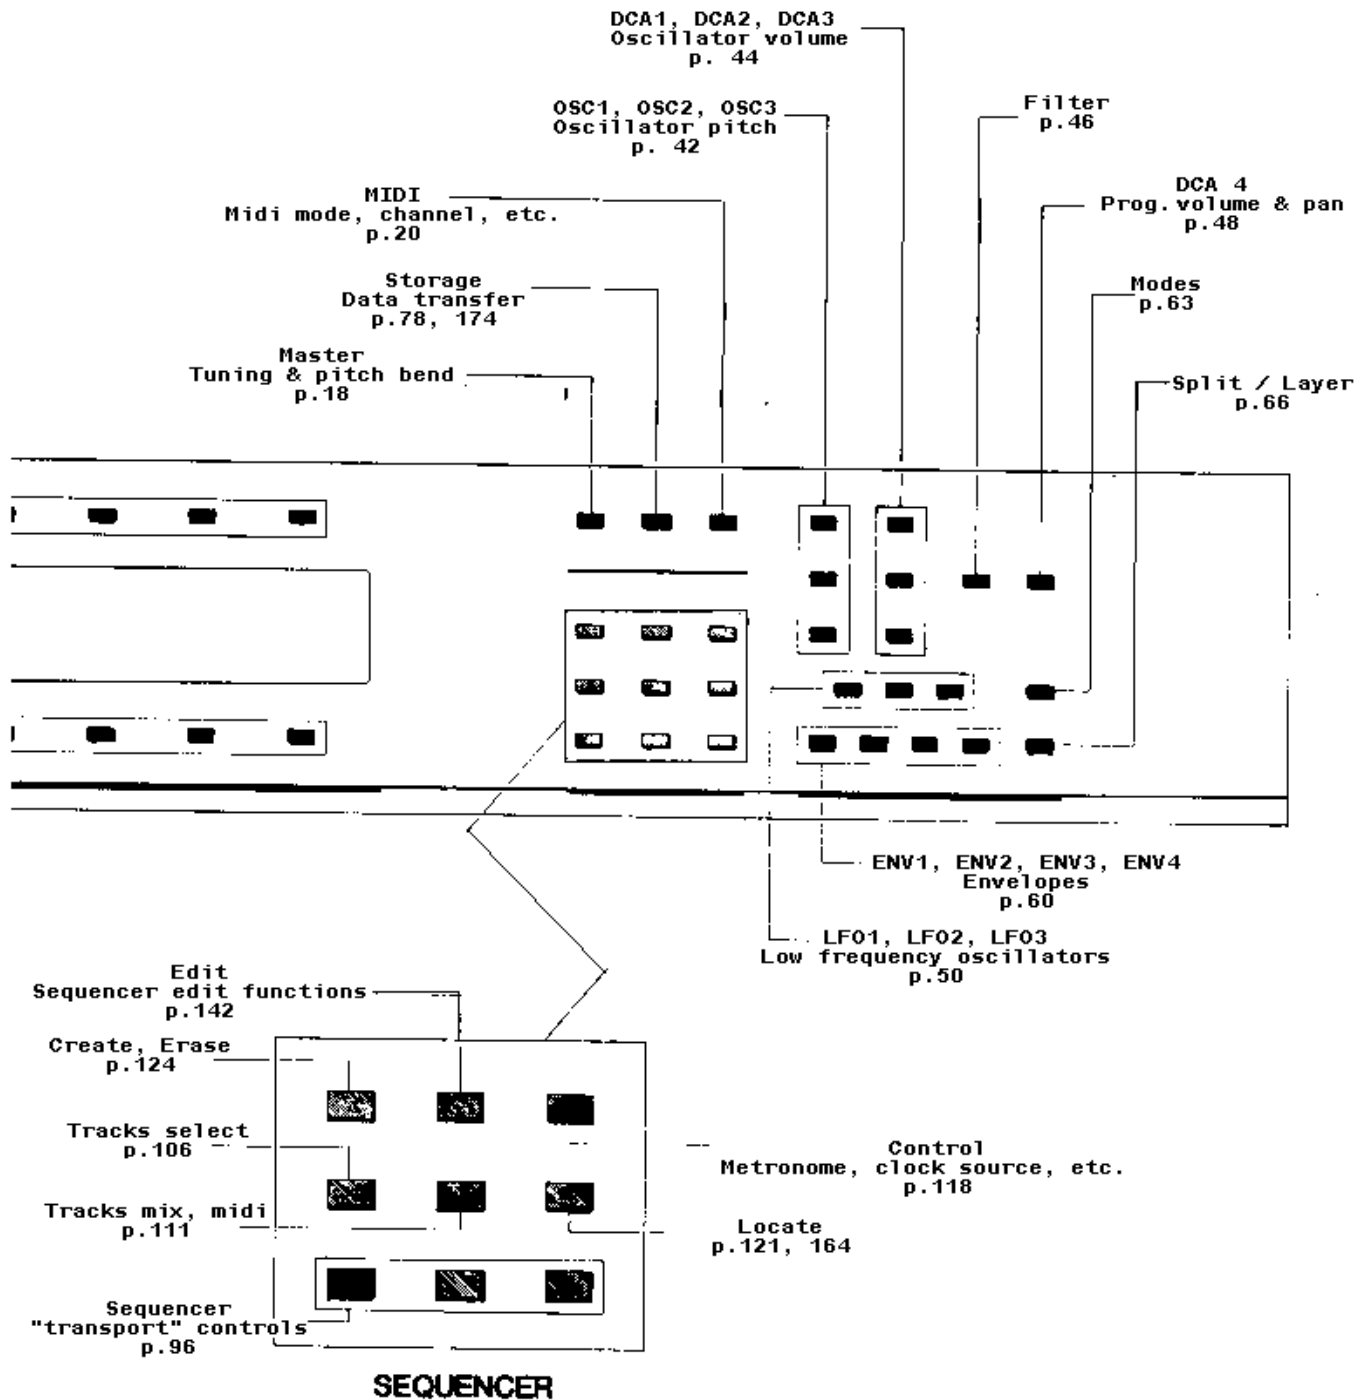 DCA1, DCA2, DCA3
Oscillator volume
p. 44
OSC1, OSC2, OSC3
Oscillator pitch
p. 42
Filter
p.46
MIDI
Midi mode, channel, etc.
p.20
DCA 4
Prog.volume & pan
p.48
Storage
Data transfer
p.78, 174
Modes
p.63
Master
Tuning & pitch bend
p.18
Split / Layer
p.66
ENV1, ENV2, ENV3, ENV4
Envelopes
p.60
LFO1, LFO2, LFO3
Low frequency oscillators
p.50
Edit
Sequencer edit functions
p.142
Create, Erase
p.124
Tracks select
p.106
Control
Metronome, clock source, etc.
p.118
Tracks mix, midi
p.111
Locate
p.121, 164
Sequencer
"transport" controls
p.96
SEQUENCER